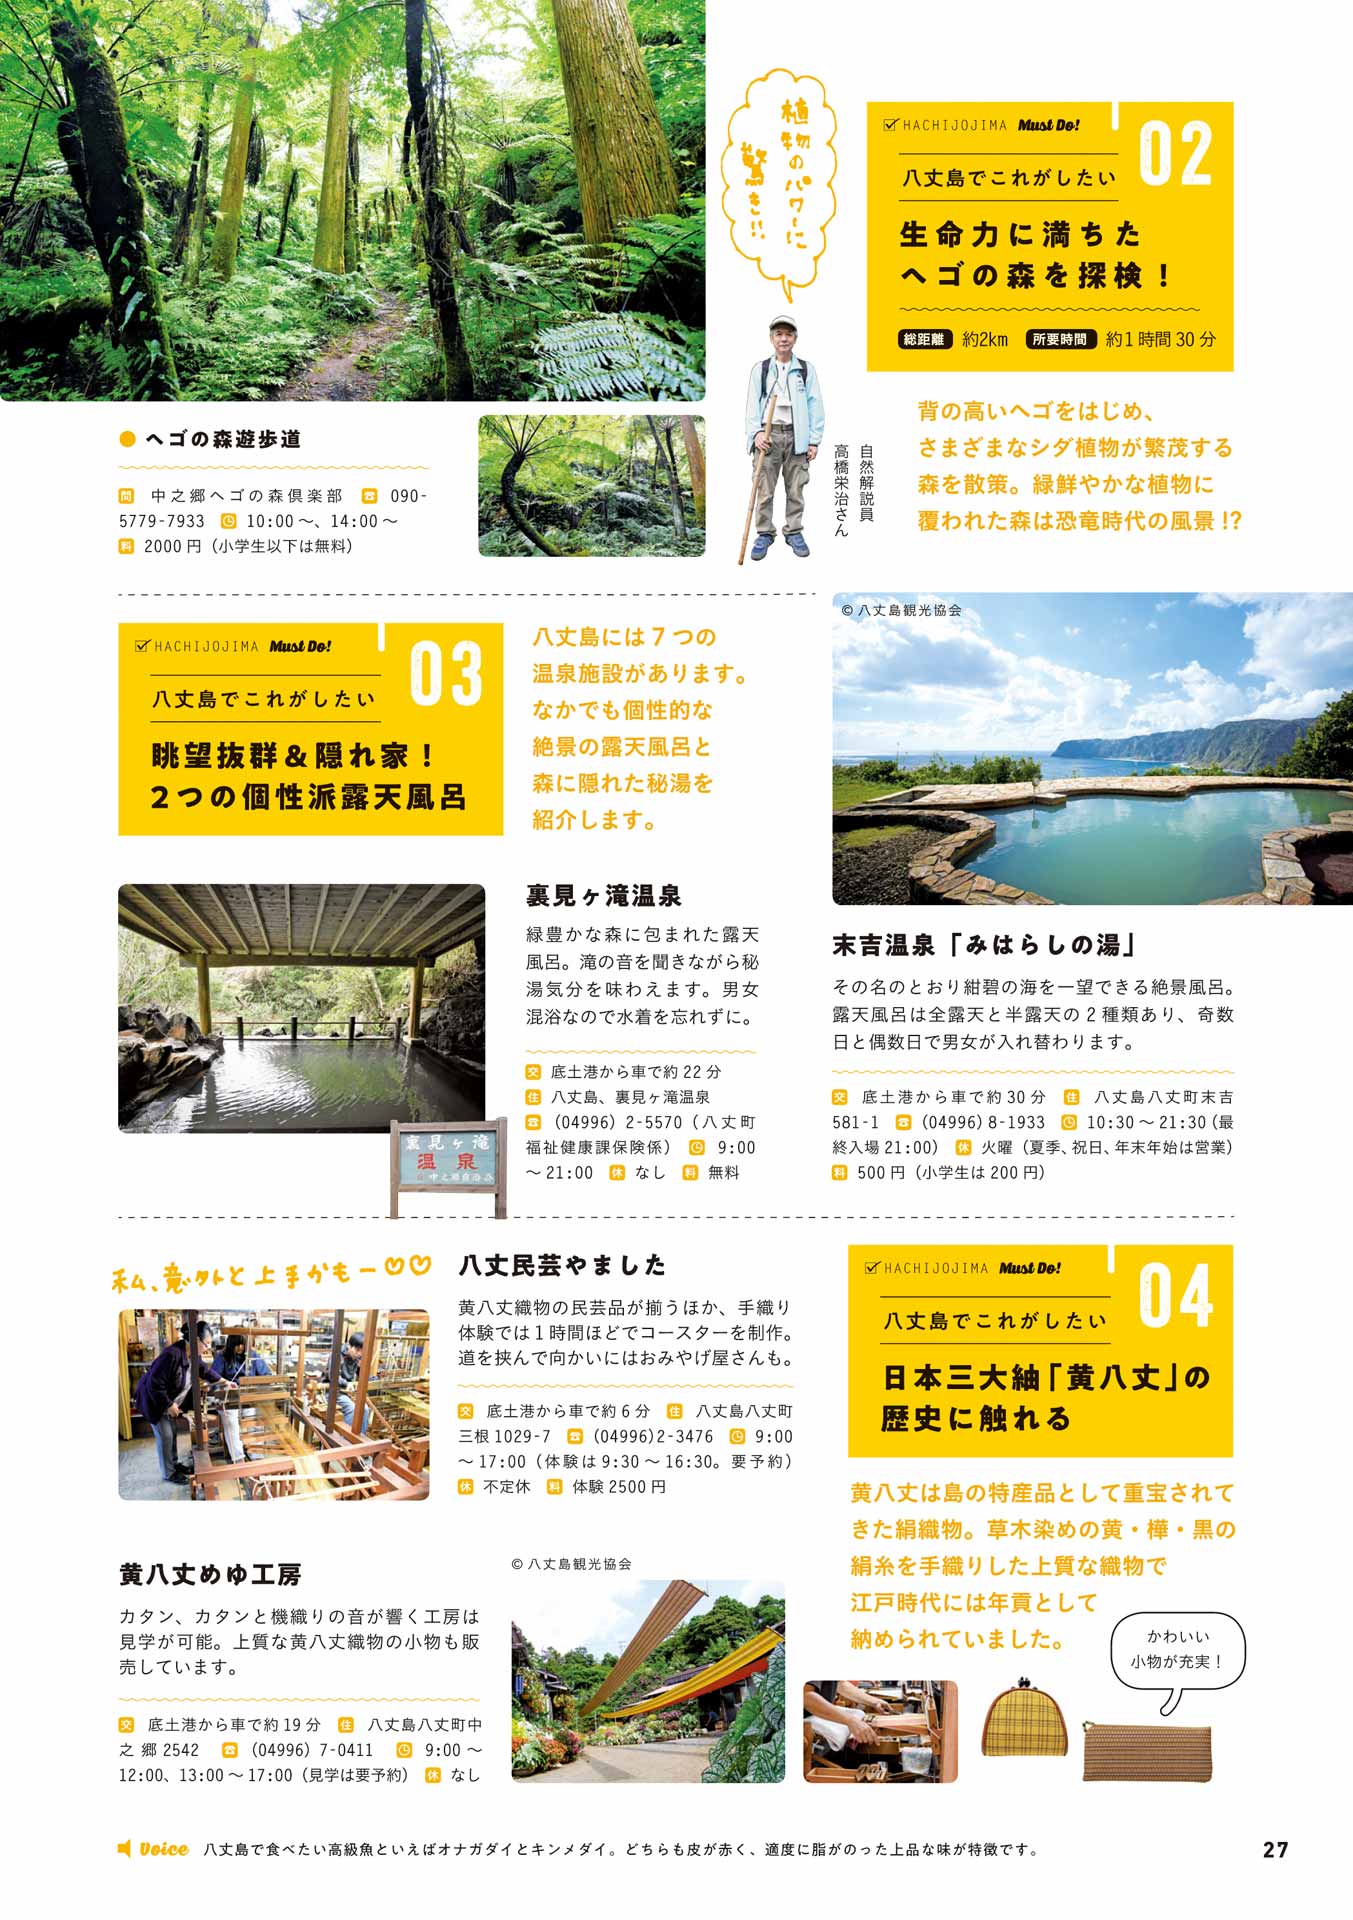 植物のパワーに
驚き!!
HACHIJOJIMA Must Do!
02
八丈島でこれがしたい
生命力に満ちた
ヘゴの森を探検！
総距離 約2km 所要時間 約1時間30分
背の高いヘゴをはじめ、
さまざまなシダ植物が繁茂する
森を散策。緑鮮やかな植物に
覆われた森は恐竜時代の風景!?
自然解説員
高橋栄治さん
● ヘゴの森遊歩道
問 中之郷ヘゴの森倶楽部 ☎ 090-
5779-7933 10:00～、14:00～
料 2000円（小学生以下は無料）
HACHIJOJIMA Must Do!
03
八丈島でこれがしたい
眺望抜群＆隠れ家！
2つの個性派露天風呂
八丈島には7つの
温泉施設があります。
なかでも個性的な
絶景の露天風呂と
森に隠れた秘湯を
紹介します。
© 八丈島観光協会
裏見ヶ滝温泉
緑豊かな森に包まれた露天
風呂。滝の音を聞きながら秘
湯気分を味わえます。男女
混浴なので水着を忘れずに。
交 底土港から車で約22分
住 八丈島、裏見ヶ滝温泉
☎ (04996) 2-5570（八丈町
福祉健康課保険係） 9:00
～21:00 休 なし 料 無料
裏見ヶ滝
温泉
末吉温泉「みはらしの湯」
その名のとおり紺碧の海を一望できる絶景風呂。
露天風呂は全露天と半露天の2種類あり、奇数
日と偶数日で男女が入れ替わります。
交 底土港から車で約30分 住 八丈島八丈町末吉
581-1 ☎ (04996) 8-1933 10:30～21:30（最
終入場21:00） 休 火曜（夏季、祝日、年末年始は営業）
料 500円（小学生は200円）
私、意外と上手かもー♡♡
八丈民芸やました
黄八丈織物の民芸品が揃うほか、手織り
体験では1時間ほどでコースターを制作。
道を挟んで向かいにはおみやげ屋さんも。
交 底土港から車で約6分 住 八丈島八丈町
三根1029-7 ☎ (04996)2-3476 9:00
～17:00（体験は9:30～16:30。要予約）
休 不定休 料 体験2500円
HACHIJOJIMA Must Do!
04
八丈島でこれがしたい
日本三大紬「黄八丈」の
歴史に触れる
黄八丈は島の特産品として重宝されて
きた絹織物。草木染めの黄・樺・黒の
絹糸を手織りした上質な織物で
江戸時代には年貢として
納められていました。
かわいい
小物が充実！
黄八丈めゆ工房
カタン、カタンと機織りの音が響く工房は
見学が可能。上質な黄八丈織物の小物も販
売しています。
交 底土港から車で約19分 住 八丈島八丈町中
之郷2542 ☎ (04996) 7-0411 9:00～
12:00、13:00～17:00（見学は要予約） 休 なし
© 八丈島観光協会
Voice 八丈島で食べたい高級魚といえばオナガダイとキンメダイ。どちらも皮が赤く、適度に脂がのった上品な味が特徴です。
27